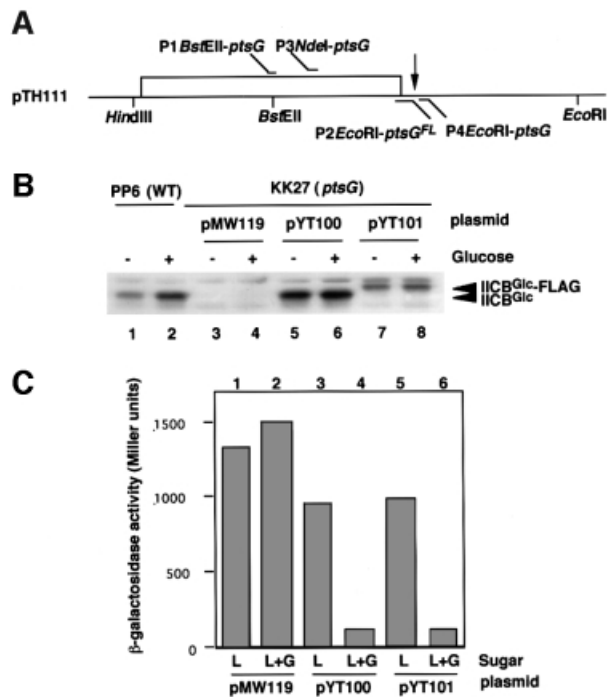 A
P1BstEII-ptsG P3NdeI-ptsG
pTH111
HindIII BstEII EcoRI
P2EcoRI-ptsGFL P4EcoRI-ptsG
B
PP6 (WT) KK27 (ptsG)
pMW119 pYT100 pYT101 plasmid
- + - + - + - + Glucose
IICBGlc-FLAG
IICBGlc
1 2 3 4 5 6 7 8
C
1 2 3 4 5 6
β-galactosidase activity (Miller units)
1500
1000
500
0
L L+G L L+G L L+G Sugar
pMW119 pYT100 pYT101 plasmid